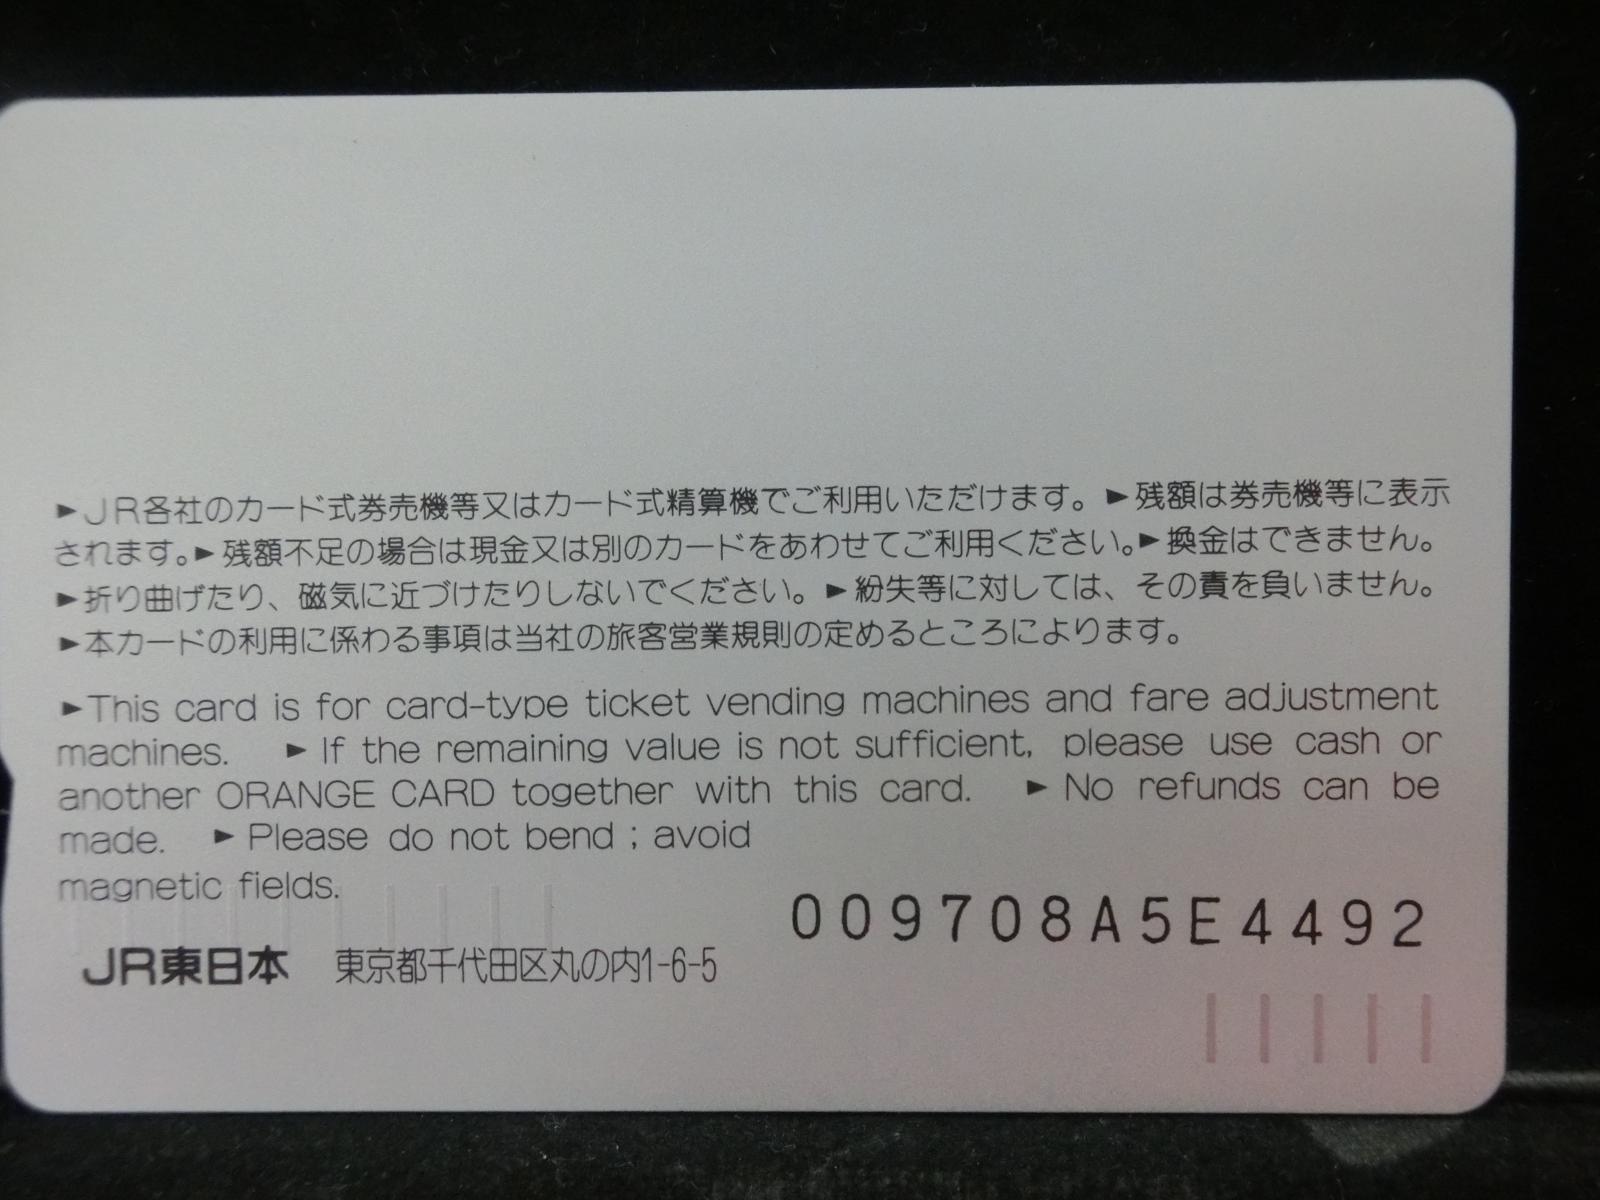 ►JR各社のカード式券売機等又はカード式精算機でご利用いただけます。►残額は券売機等に表示
されます。►残額不足の場合は現金又は別のカードをあわせてご利用ください。►換金はできません。
►折り曲げたり、磁気に近づけたりしないでください。►紛失等に対しては、その責を負いません。
►本カードの利用に係わる事項は当社の旅客営業規則の定めるところによります。
►This card is for card-type ticket vending machines and fare adjustment
machines. ►If the remaining value is not sufficient, please use cash or
another ORANGE CARD together with this card. ►No refunds can be
made. ►Please do not bend ; avoid
magnetic fields.
009708A5E4492
JR東日本 東京都千代田区丸の内1-6-5